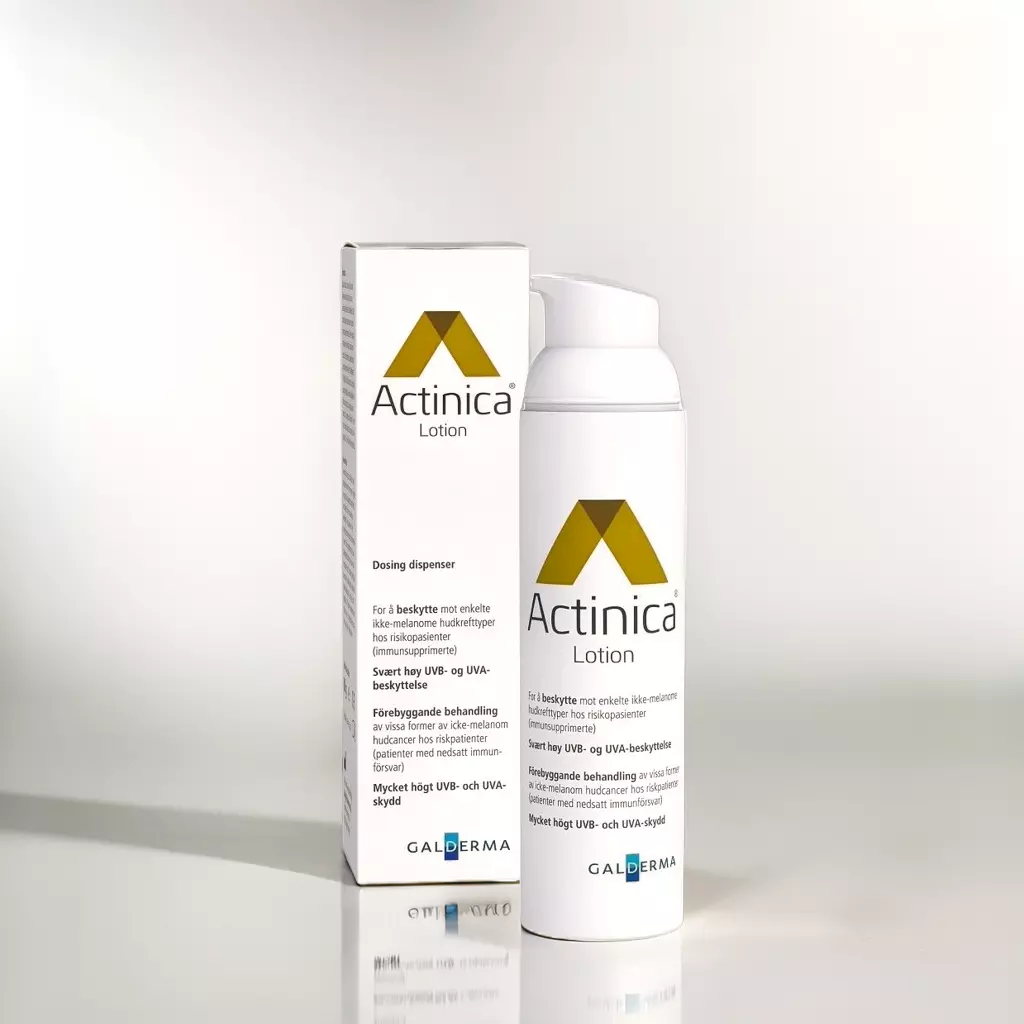 Actinica®
Lotion
Dosing dispenser
For å beskytte mot enkelte
ikke-melanome hudkrefttyper
hos risikopasienter
(immunsupprimerte)
Svært høy UVB- og UVA-
beskyttelse
Förebyggande behandling
av vissa former av icke-melanom
hudcancer hos riskpatienter
(patienter med nedsatt immun-
försvar)
Mycket högt UVB- och UVA-
skydd
GALDERMA
Actinica®
Lotion
For å beskytte mot enkelte ikke-melanome
hudkrefttyper hos risikopasienter
(immunsupprimerte)
Svært høy UVB- og UVA-beskyttelse
Förebyggande behandling av vissa former
av icke-melanom hudcancer hos riskpatienter
(patienter med nedsatt immunförsvar)
Mycket högt UVB- och UVA-skydd
GALDERMA